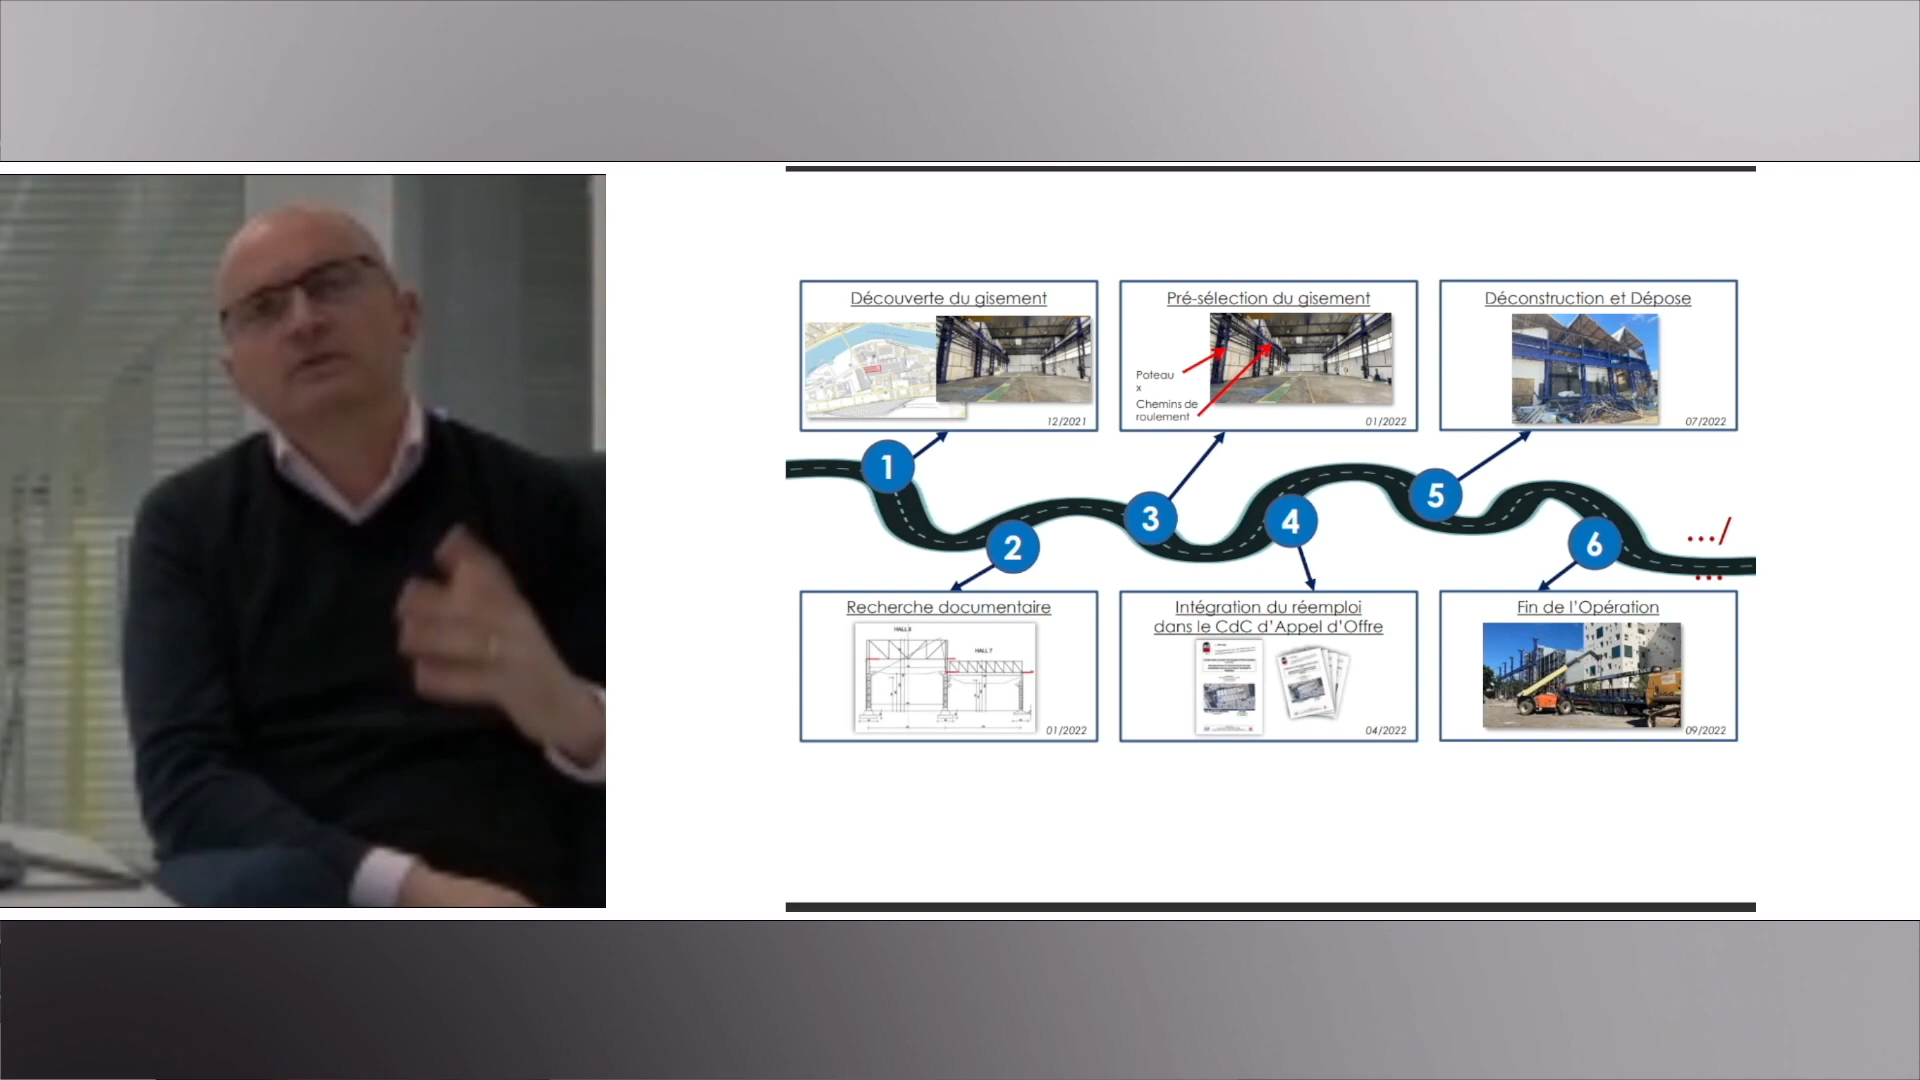 Découverte du gisement
12/2021
Pré-sélection du gisement
Poteau
x
Chemins de
roulement
01/2022
Déconstruction et Dépose
07/2022
1
2
3
4
5
6
.../
...
Recherche documentaire
HALL 8
HALL 7
01/2022
Intégration du réemploi
dans le CdC d'Appel d'Offre
04/2022
Fin de l'Opération
09/2022